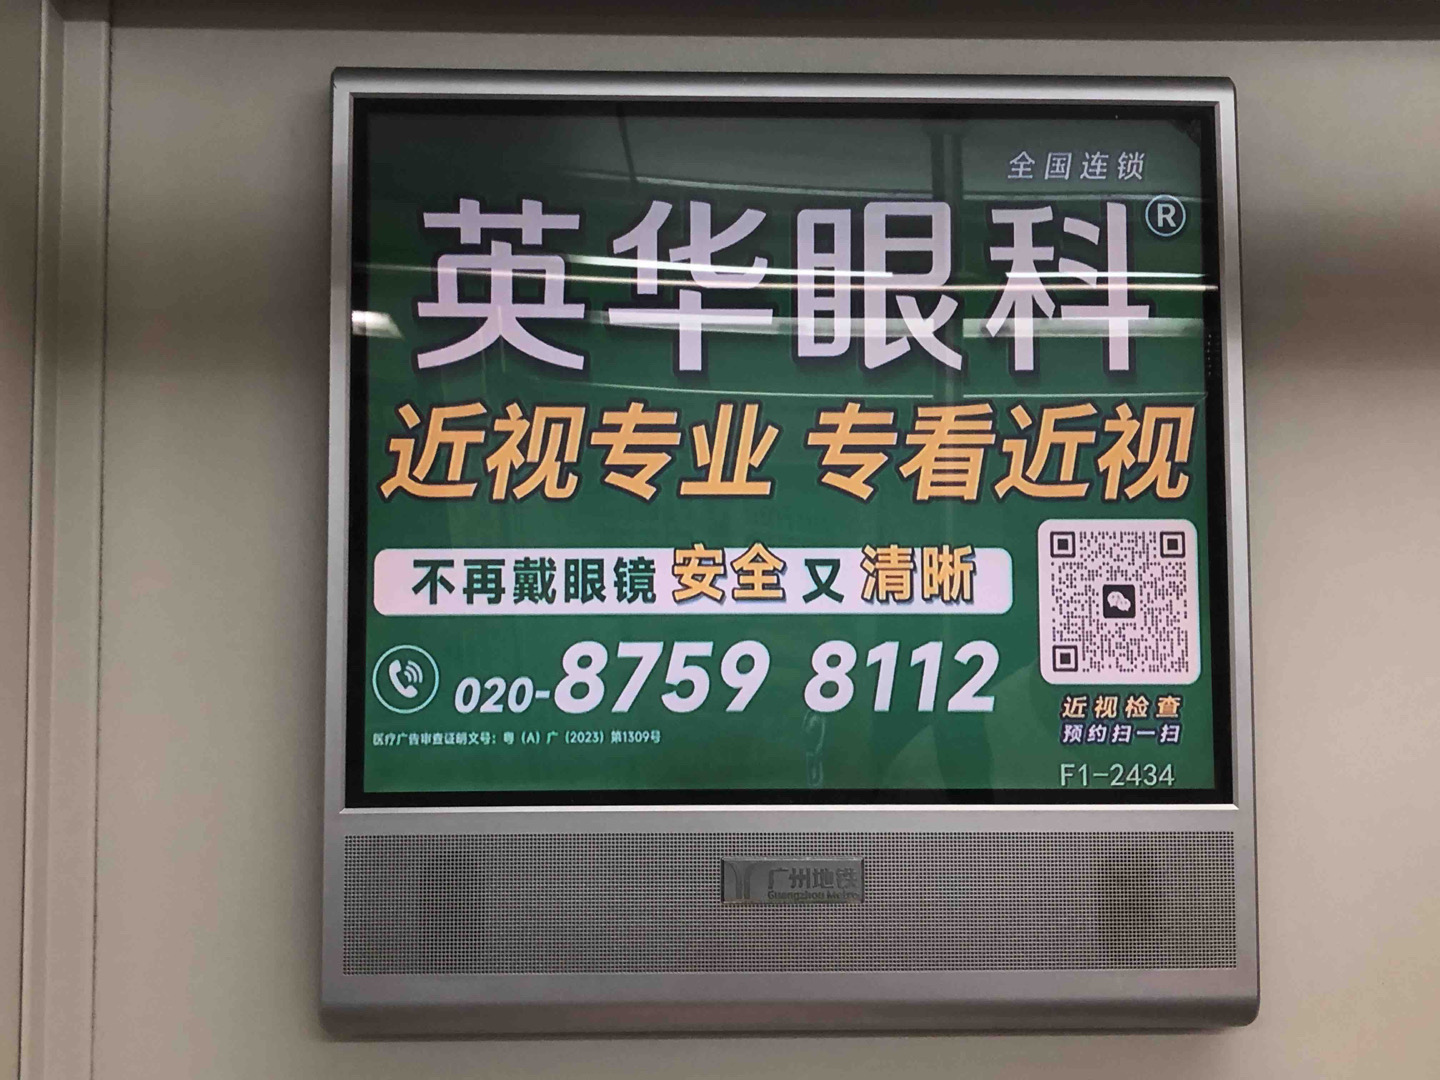 全国连锁
英华眼科®
近视专业 专看近视
不再戴眼镜 安全 又 清晰
020-8759 8112
医疗广告审查证明文号：粤（A）广（2023）第1309号
近视检查
预约扫一扫
F1-2434
广州地铁
Guangzhou Metro